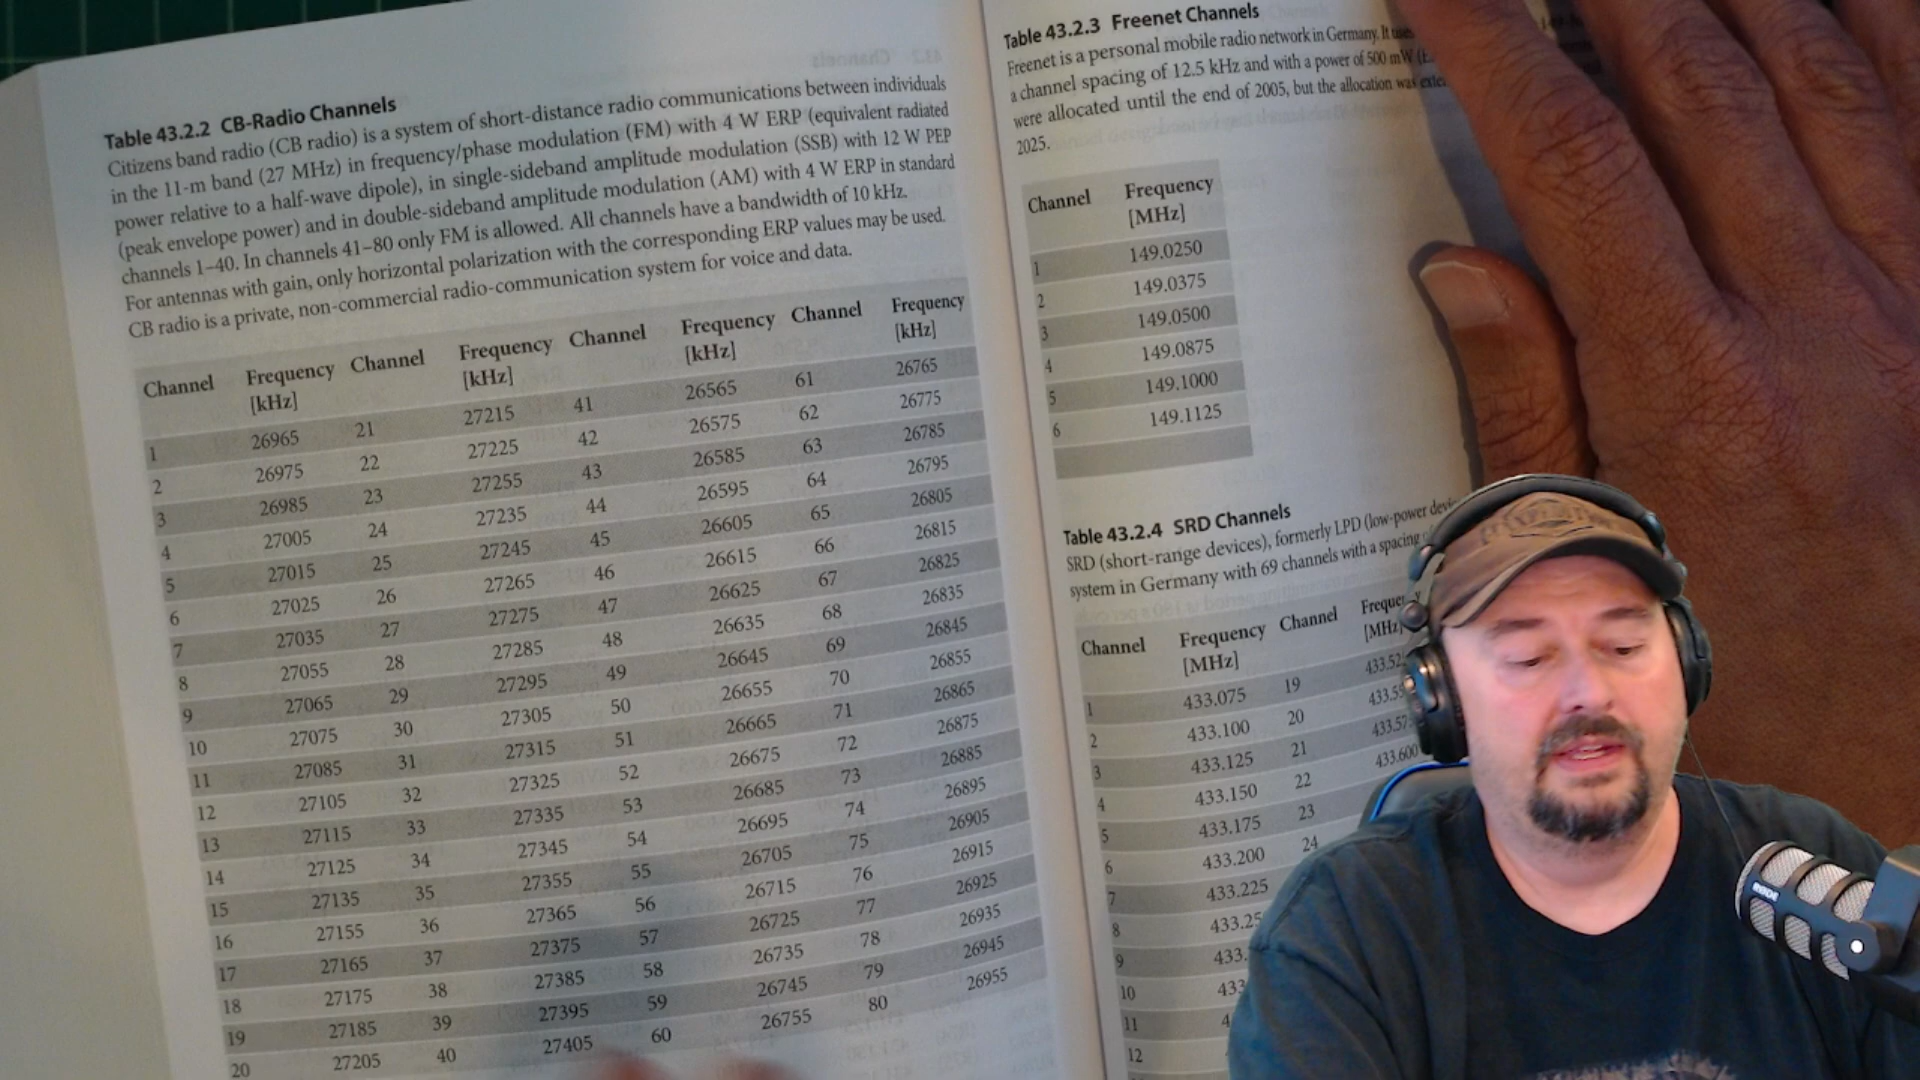 Table 43.2.2 CB-Radio Channels
Citizens band radio (CB radio) is a system of short-distance radio communications between individuals
in the 11-m band (27 MHz) in frequency/phase modulation (FM) with 4 W ERP (equivalent radiated
power relative to a half-wave dipole), in single-sideband amplitude modulation (SSB) with 12 W PEP
(peak envelope power) and in double-sideband amplitude modulation (AM) with 4 W ERP in standard
channels 1–40. In channels 41–80 only FM is allowed. All channels have a bandwidth of 10 kHz.
For antennas with gain, only horizontal polarization with the corresponding ERP values may be used.
CB radio is a private, non-commercial radio-communication system for voice and data.
Channel Frequency [kHz] Channel Frequency [kHz] Channel Frequency [kHz] Channel Frequency [kHz]
1 26965 21 27215 41 26565 61 26765
2 26975 22 27225 42 26575 62 26775
3 26985 23 27255 43 26585 63 26785
4 27005 24 27235 44 26595 64 26795
5 27015 25 27245 45 26605 65 26805
6 27025 26 27265 46 26615 66 26815
7 27035 27 27275 47 26625 67 26825
8 27055 28 27285 48 26635 68 26835
9 27065 29 27295 49 26645 69 26845
10 27075 30 27305 50 26655 70 26855
11 27085 31 27315 51 26665 71 26865
12 27105 32 27325 52 26675 72 26875
13 27115 33 27335 53 26685 73 26885
14 27125 34 27345 54 26695 74 26895
15 27135 35 27355 55 26705 75 26905
16 27155 36 27365 56 26715 76 26915
17 27165 37 27375 57 26725 77 26925
18 27175 38 27385 58 26735 78 26935
19 27185 39 27395 59 26745 79 26945
20 27205 40 27405 60 26755 80 26955
Table 43.2.3 Freenet Channels
Freenet is a personal mobile radio network in Germany. It uses
a channel spacing of 12.5 kHz and with a power of 500 mW
were allocated until the end of 2005, but the allocation was
2025.
Channel Frequency
[MHz]
1 149.0250
2 149.0375
3 149.0500
4 149.0875
5 149.1000
6 149.1125
Table 43.2.4 SRD Channels
SRD (short-range devices), formerly LPD (low-power
system in Germany with 69 channels with a spacing
Channel Frequency [MHz] Channel
1 433.075 19
2 433.100 20
3 433.125 21
4 433.150 22 433.600
5 433.175 23
6 433.200 24
7 433.225
8
9
10
11
12
RODE